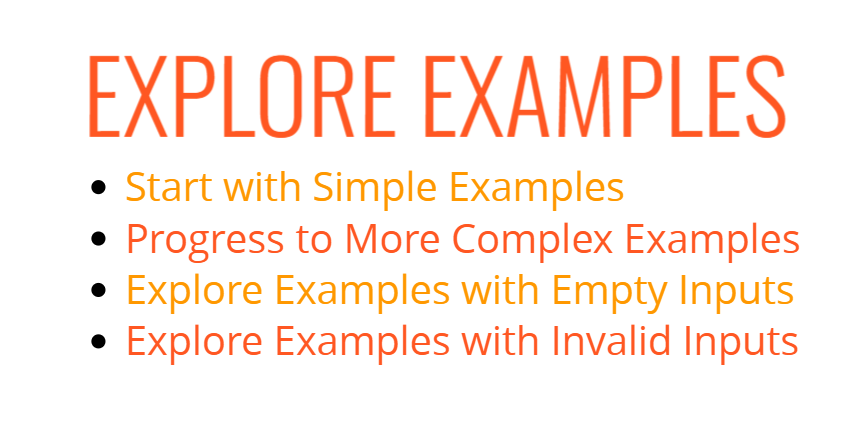 EXPLORE EXAMPLES
Start with Simple Examples
Progress to More Complex Examples
Explore Examples with Empty Inputs
Explore Examples with Invalid Inputs